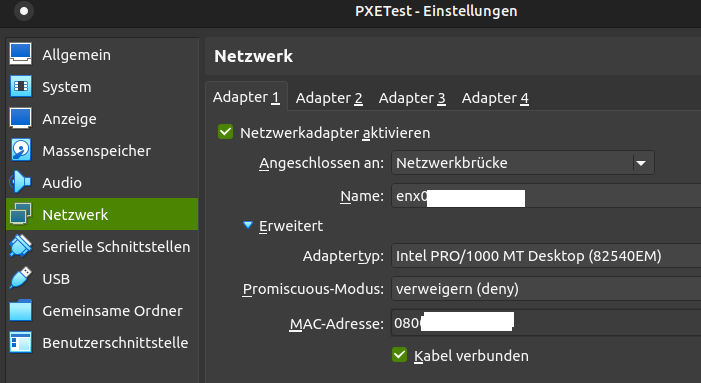 PXETest - Einstellungen
Allgemein
System
Anzeige
Massenspeicher
Audio
Netzwerk
Serielle Schnittstellen
USB
Gemeinsame Ordner
Benutzerschnittstelle
Netzwerk
Adapter 1 Adapter 2 Adapter 3 Adapter 4
Netzwerkadapter aktivieren
Angeschlossen an: Netzwerkbrücke
Name: enx0
Erweitert
Adaptertyp: Intel PRO/1000 MT Desktop (82540EM)
Promiscuous-Modus: verweigern (deny)
MAC-Adresse: 080
Kabel verbunden